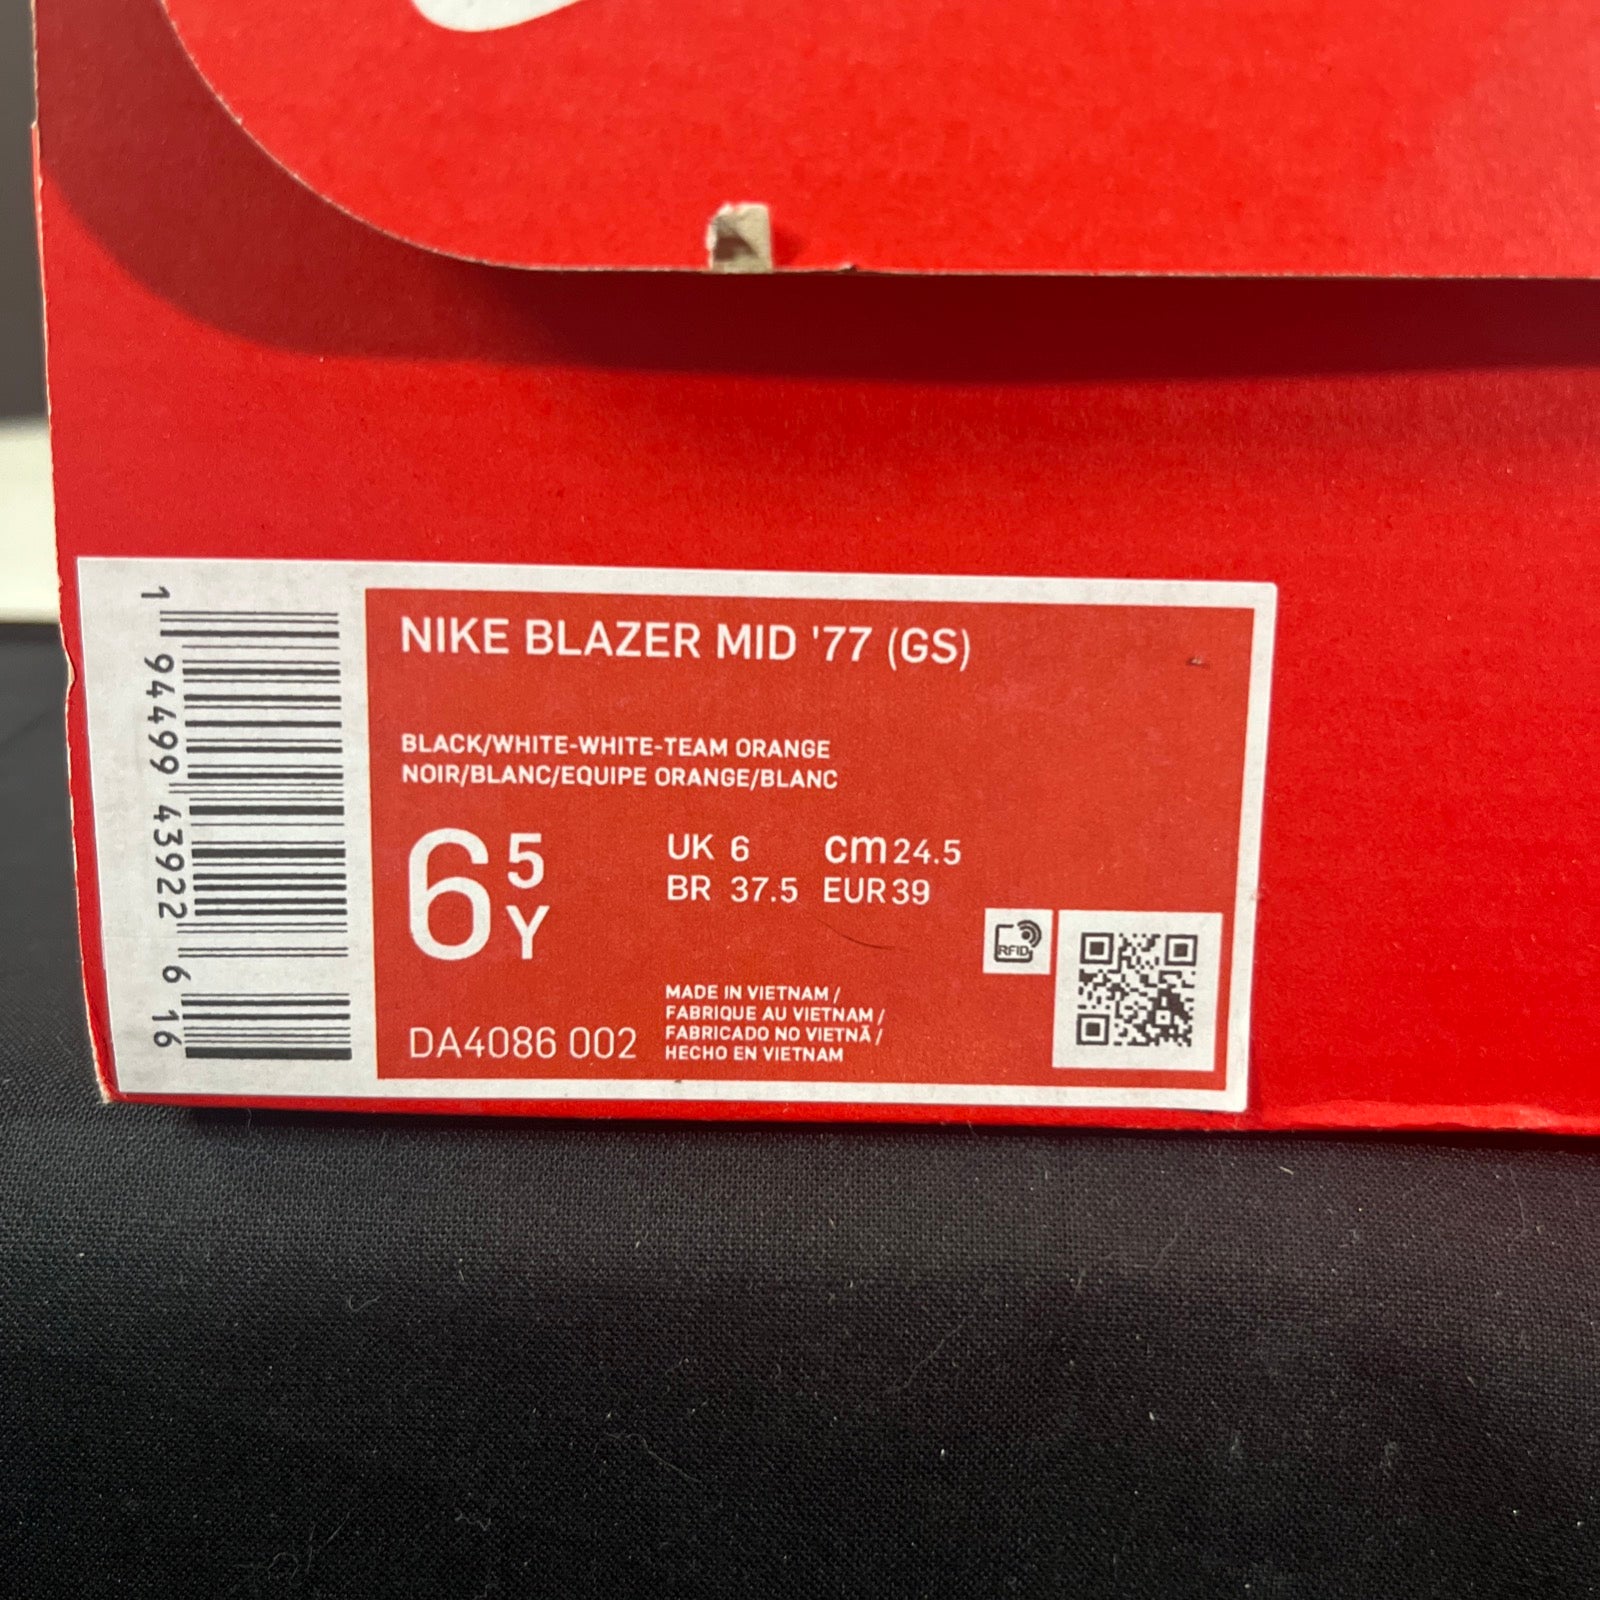 NIKE BLAZER MID '77 (GS)
BLACK/WHITE-WHITE-TEAM ORANGE
NOIR/BLANC/EQUIPE ORANGE/BLANC
6 5 Y
UK 6 cm 24.5
BR 37.5 EUR 39
RFID
DA4086 002
MADE IN VIETNAM /
FABRIQUE AU VIETNAM /
FABRICADO NO VIETNÃ /
HECHO EN VIETNAM
1 94499 43922 6 16